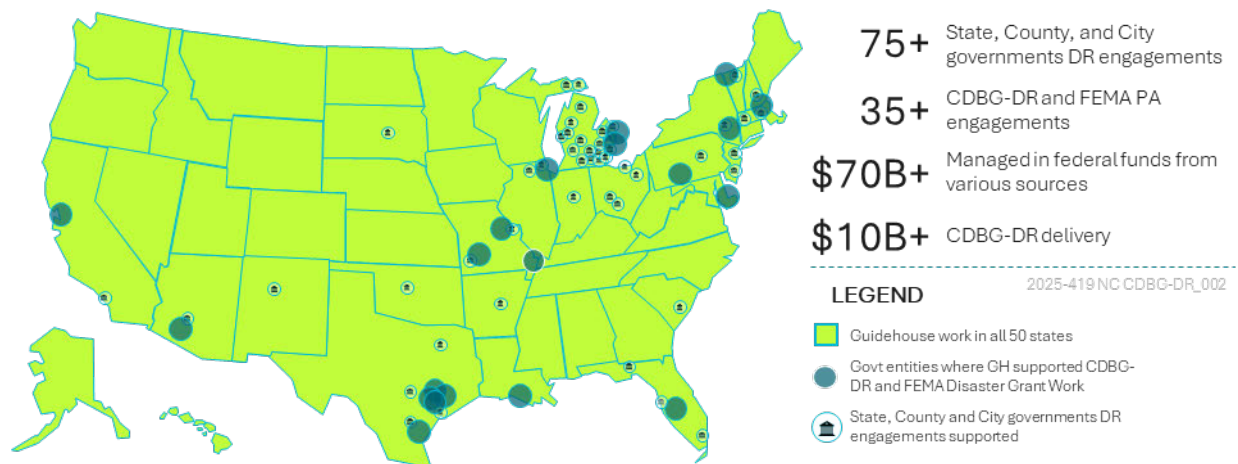 75+
State, County, and City
governments DR engagements
35+
CDBG-DR and FEMA PA
engagements
$70B+
Managed in federal funds from
various sources
$10B+
CDBG-DR delivery
2025-419 NC CDBG-DR_002
LEGEND
Guidehouse work in all 50 states
Govt entities where GH supported CDBG-
DR and FEMA Disaster Grant Work
State, County and City governments DR
engagements supported